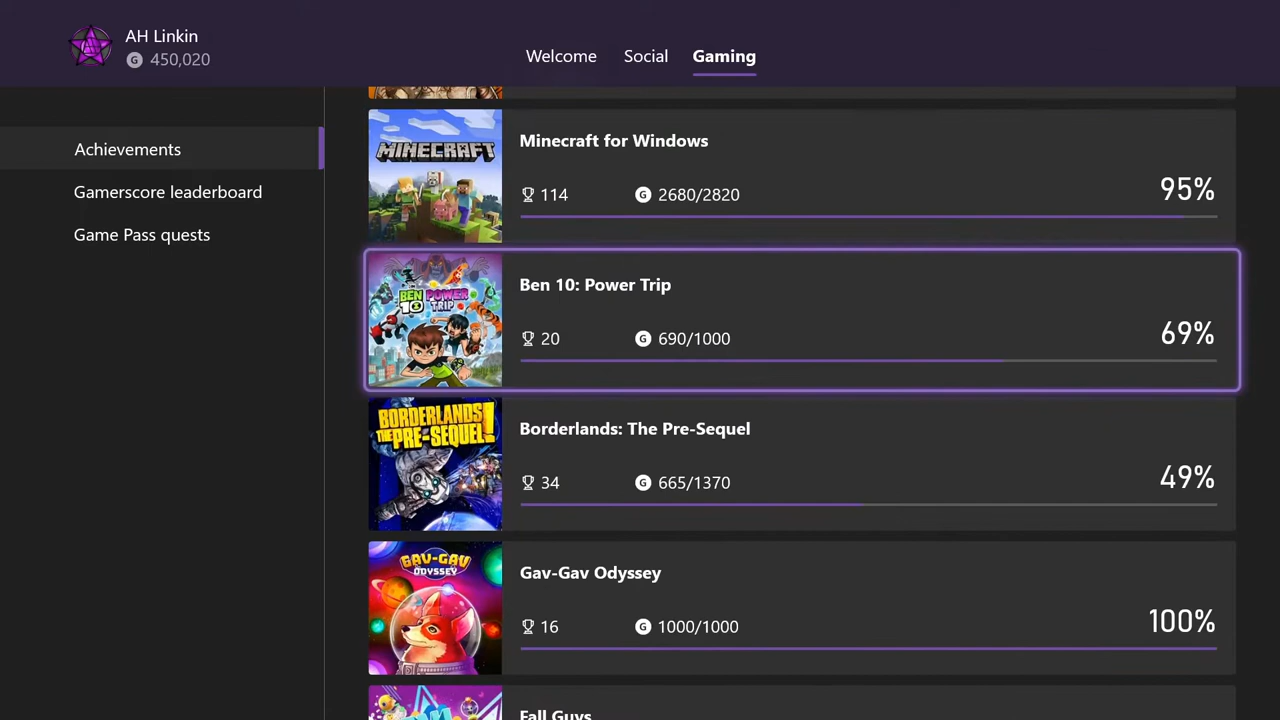 AH Linkin
G 450,020
Welcome Social Gaming
Achievements
Gamerscore leaderboard
Game Pass quests
MINECRAFT
Minecraft for Windows
114 G 2680/2820
95%
BEN 10 POWER TRIP
Ben 10: Power Trip
20 G 690/1000
69%
BORDERLANDS
THE PRE-SEQUEL!
Borderlands: The Pre-Sequel
34 G 665/1370
49%
GAV-GAV
ODYSSEY
Gav-Gav Odyssey
16 G 1000/1000
100%
Fall Guys